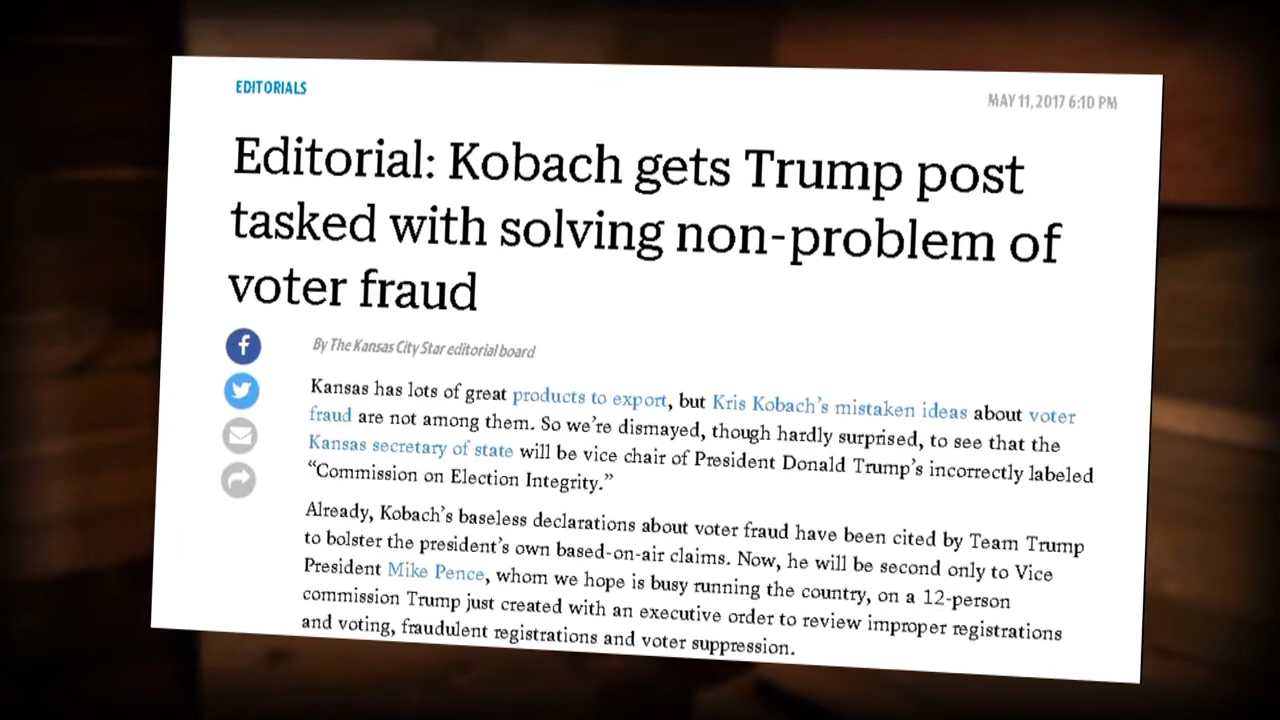 EDITORIALS
MAY 11, 2017 6:10 PM
Editorial: Kobach gets Trump post
tasked with solving non-problem of
voter fraud
By The Kansas City Star editorial board
Kansas has lots of great products to export, but Kris Kobach's mistaken ideas about voter
fraud are not among them. So we're dismayed, though hardly surprised, to see that the
Kansas secretary of state will be vice chair of President Donald Trump's incorrectly labeled
“Commission on Election Integrity.”
Already, Kobach's baseless declarations about voter fraud have been cited by Team Trump
to bolster the president's own based-on-air claims. Now, he will be second only to Vice
President Mike Pence, whom we hope is busy running the country, on a 12-person
commission Trump just created with an executive order to review improper registrations
and voting, fraudulent registrations and voter suppression.